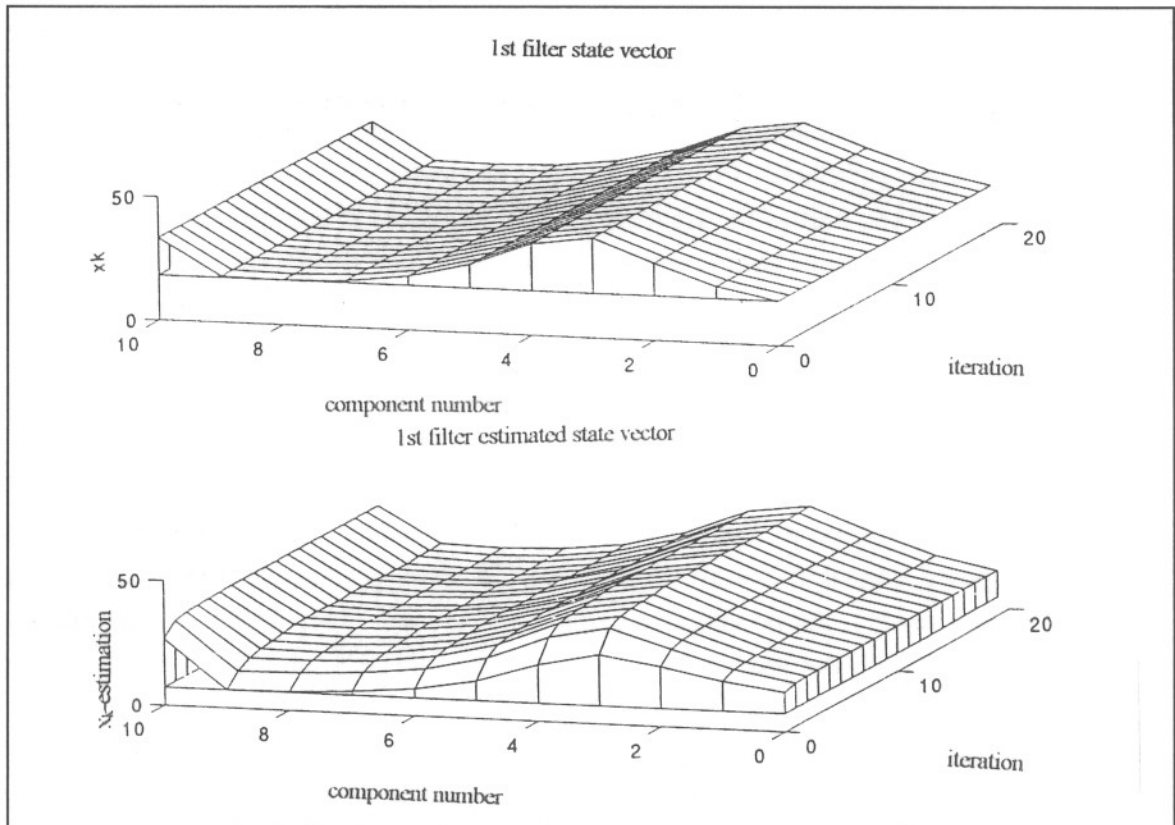 1st filter state vector
50
xk
0
10
8
6
4
2
0
0
10
20
iteration
component number
1st filter estimated state vector
50
xk-estimation
0
10
8
6
4
2
0
0
10
20
iteration
component number